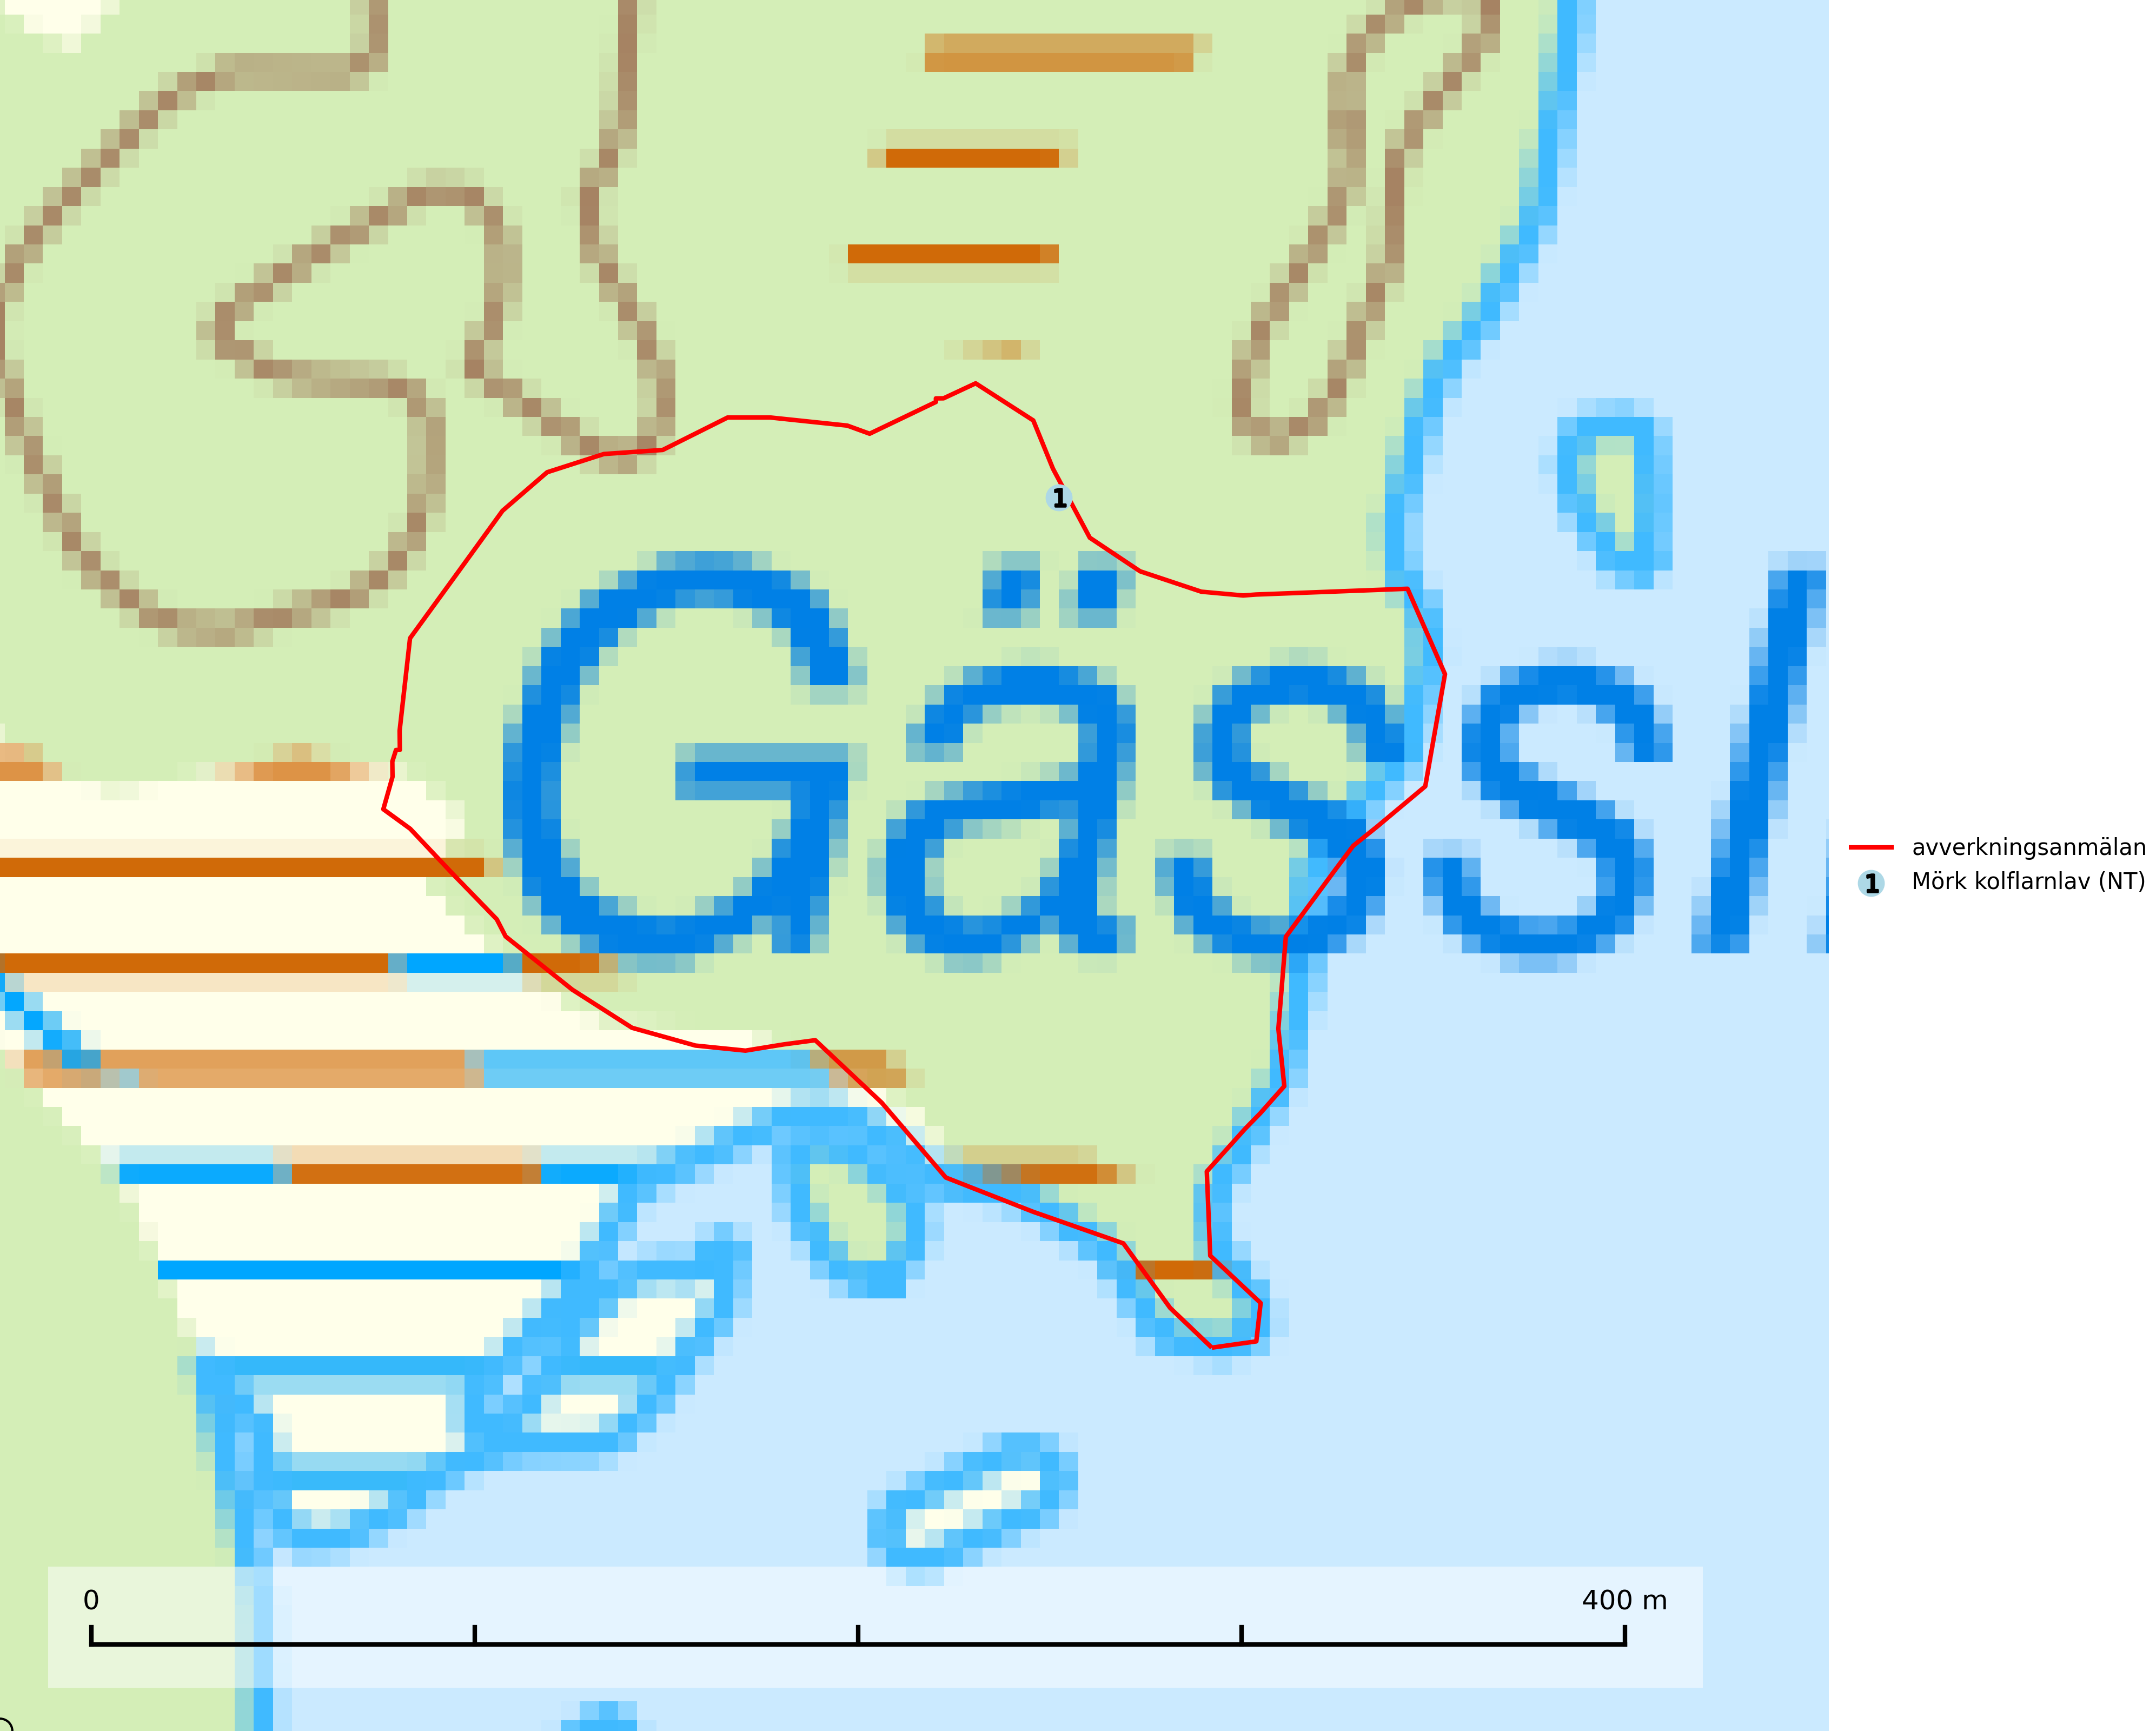 1
Gässl
avverkningsanmälan
1 Mörk kolflarnlav (NT)
0 400 m